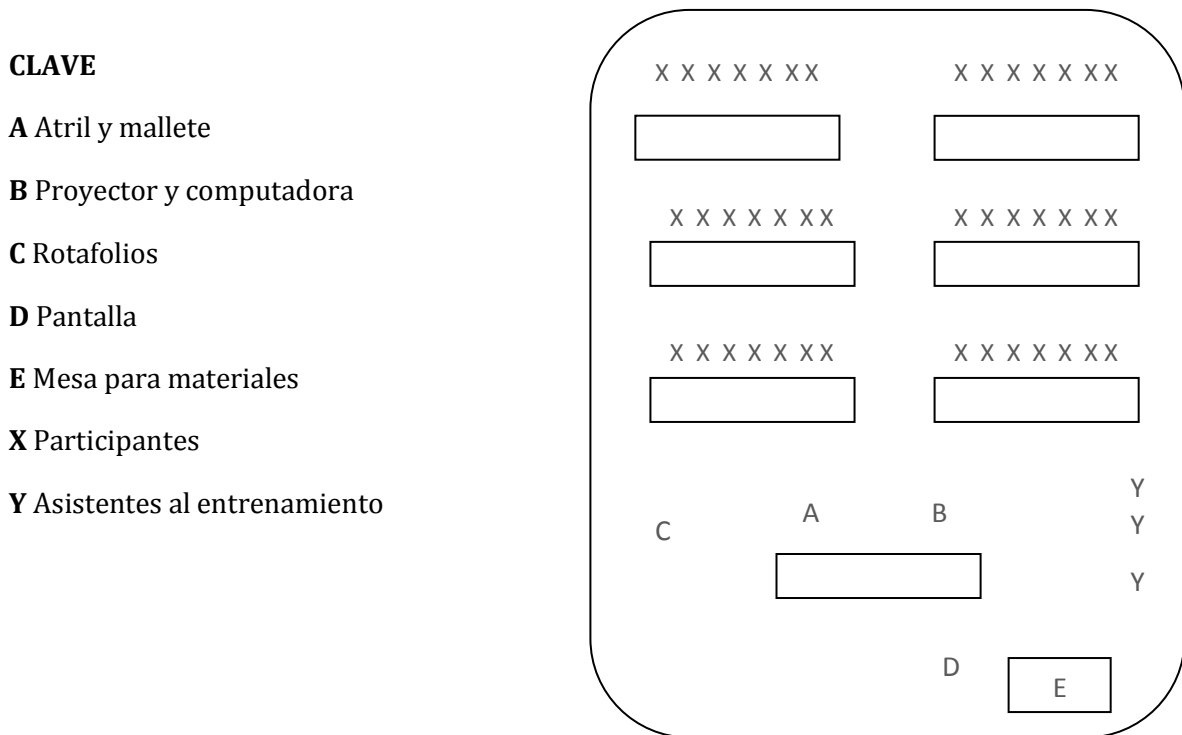 CLAVE
A Atril y mallete
B Proyector y computadora
C Rotafolios
D Pantalla
E Mesa para materiales
X Participantes
Y Asistentes al entrenamiento
X X X X X X X X X X X X X X
X X X X X X X X X X X X X X
X X X X X X X X X X X X X X
Y
C A B Y
Y
D E